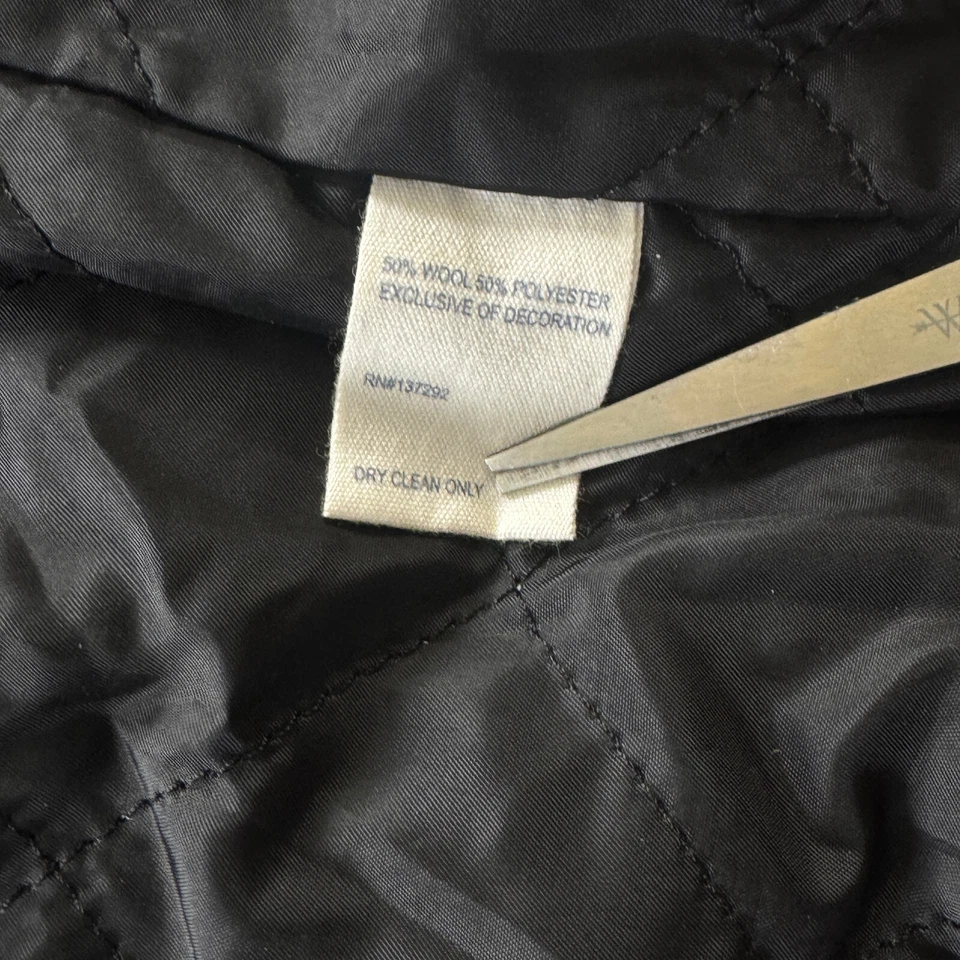 50% WOOL 50% POLYESTER
EXCLUSIVE OF DECORATION
RN#137292
DRY CLEAN ONLY